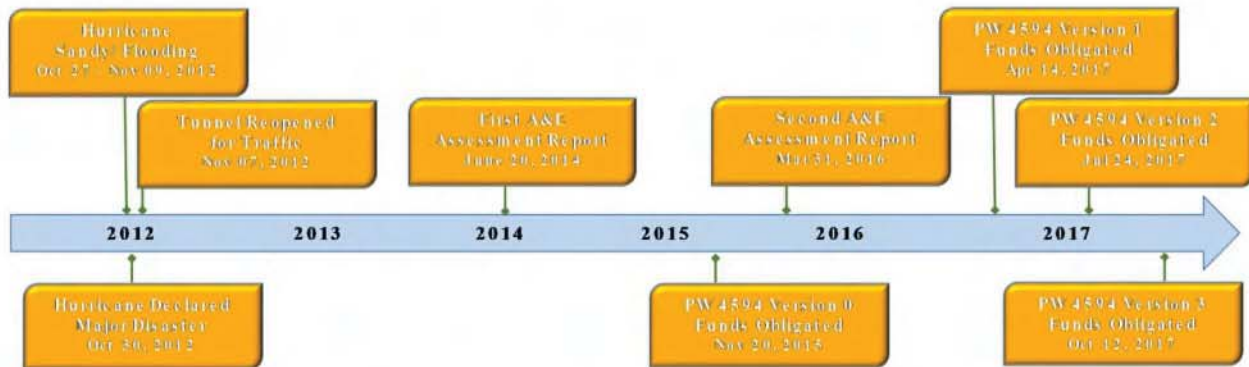 Hurricane
Sandy/Flooding
Oct 27 - Nov 09, 2012
PW 4594 Version 1
Funds Obligated
Apr 14, 2017
Tunnel Reopened
for Traffic
Nov 07, 2012
First A&E
Assessment Report
June 20, 2014
Second A&E
Assessment Report
Mar 31, 2016
PW 4594 Version 2
Funds Obligated
Jul 24, 2017
2012
2013
2014
2015
2016
2017
Hurricane Declared
Major Disaster
Oct 30, 2012
PW 4594 Version 0
Funds Obligated
Nov 20, 2015
PW 4594 Version 3
Funds Obligated
Oct 12, 2017